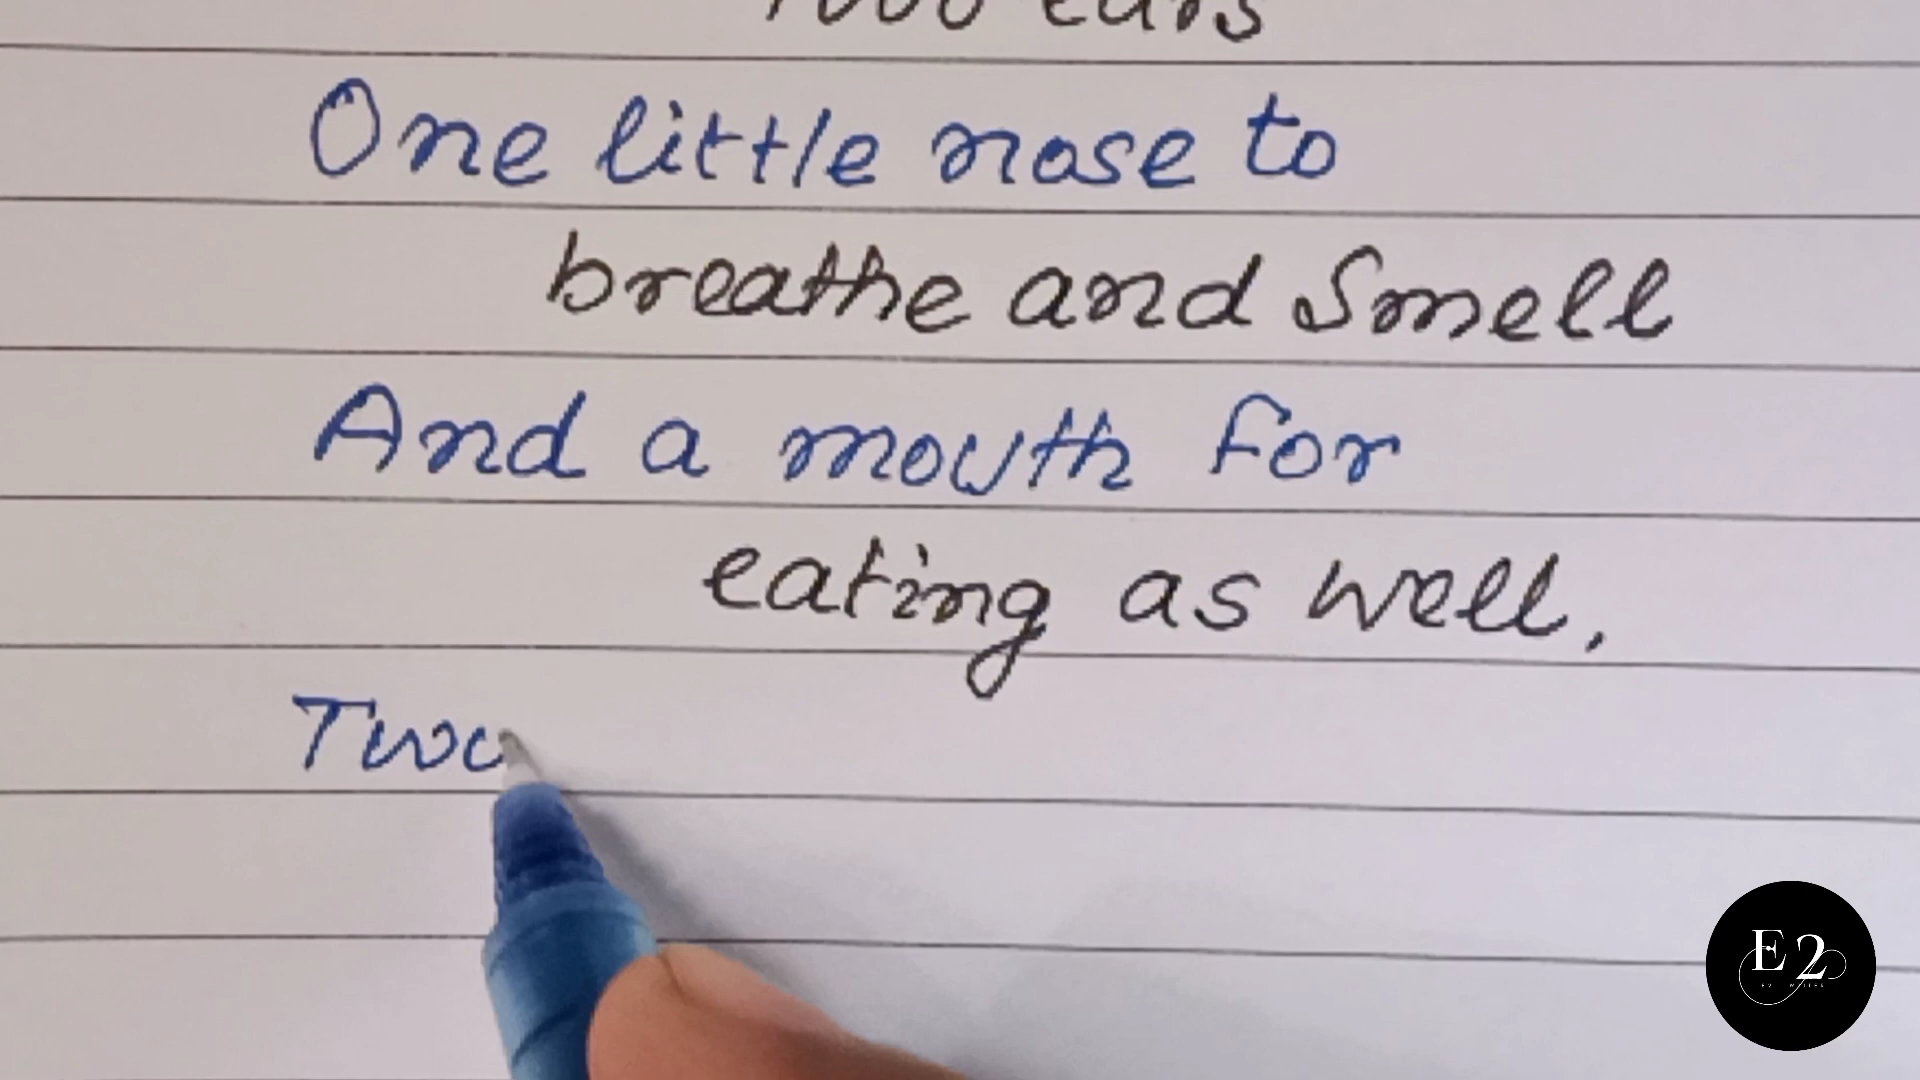 One little nose to
breathe and Smell
And a mouth for
eating as well.
Two
E2